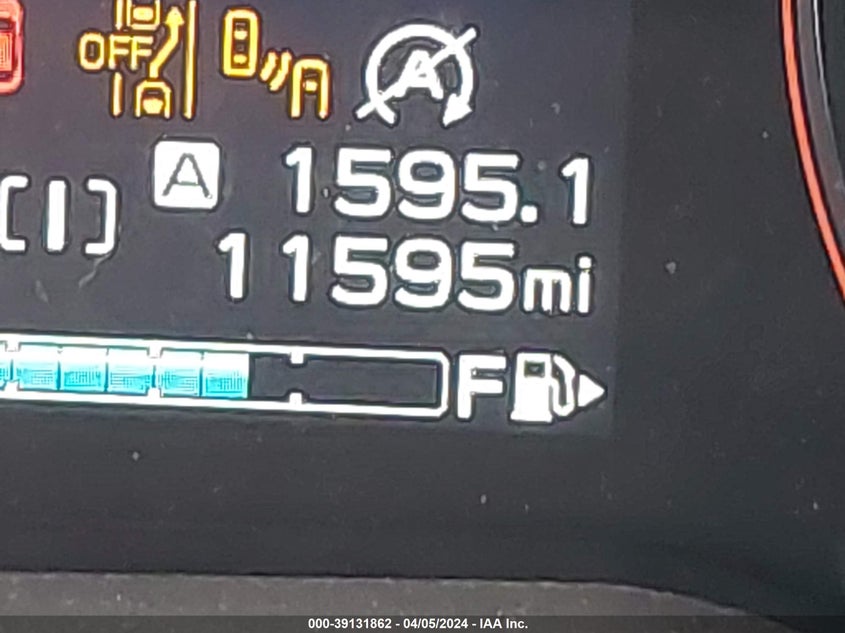 OFF
A
A 1595.1
11595mi
F
000-39131862 - 04/05/2024 - IAA Inc.